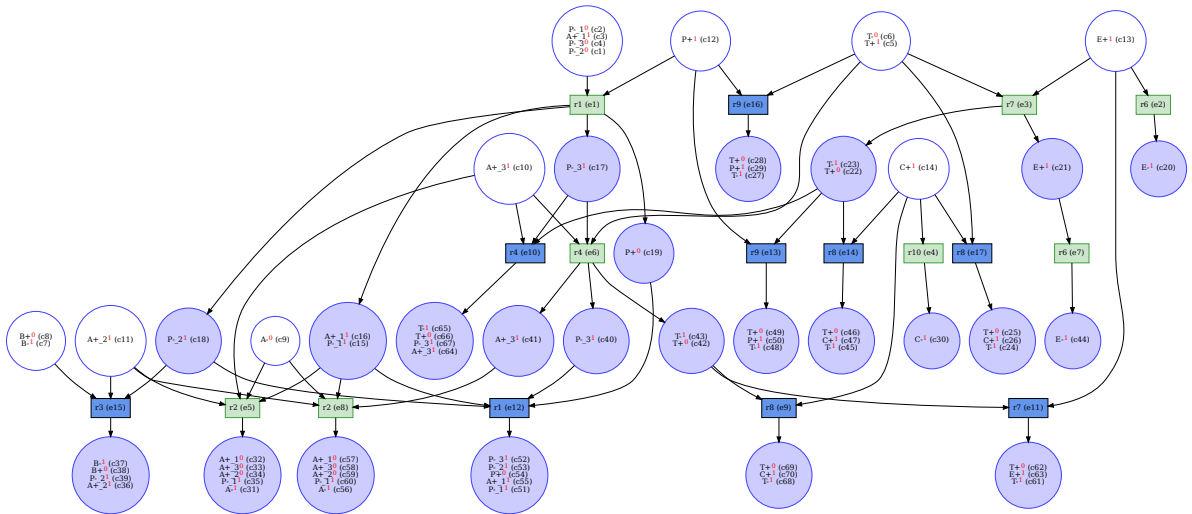 P-_1⁰ (c2)
A+_1¹ (c3)
P-_3⁰ (c4)
P-_2⁰ (c1)
P+¹ (c12)
T-⁰ (c6)
T+¹ (c5)
E+¹ (c13)
r1 (e1)
r9 (e16)
r7 (e3)
r6 (e2)
A+_3¹ (c10)
P-_3¹ (c17)
T+⁰ (c28)
P+¹ (c29)
T-¹ (c27)
T-¹ (c23)
T+⁰ (c22)
C+¹ (c14)
E+¹ (c21)
E-¹ (c20)
r4 (e10)
r4 (e6)
P+⁰ (c19)
r9 (e13)
r8 (e14)
r10 (e4)
r8 (e17)
r6 (e7)
B+⁰ (c8)
B-¹ (c7)
A+_2¹ (c11)
P-_2¹ (c18)
A-⁰ (c9)
A+_1¹ (c16)
P-_1¹ (c15)
T-¹ (c65)
T+⁰ (c66)
P-_3¹ (c67)
A+_3¹ (c64)
A+_3¹ (c41)
P-_3¹ (c40)
T-¹ (c43)
T+⁰ (c42)
T+⁰ (c49)
P+¹ (c50)
T-¹ (c48)
T+⁰ (c46)
C+¹ (c47)
T-¹ (c45)
C-¹ (c30)
T+⁰ (c25)
C+¹ (c26)
T-¹ (c24)
E-¹ (c44)
r3 (e15)
r2 (e5)
r2 (e8)
r1 (e12)
r8 (e9)
r7 (e11)
B-¹ (c37)
B+⁰ (c38)
P-_2¹ (c39)
A+_2¹ (c36)
A+_1⁰ (c32)
A+_3⁰ (c33)
A+_2⁰ (c34)
P-_1¹ (c35)
A-¹ (c31)
A+_1⁰ (c57)
A+_3⁰ (c58)
A+_2⁰ (c59)
P-_1¹ (c60)
A-¹ (c56)
P-_3¹ (c52)
P-_2¹ (c53)
P+⁰ (c54)
A+_1¹ (c55)
P-_1¹ (c51)
T+⁰ (c69)
C+¹ (c70)
T-¹ (c68)
T+⁰ (c62)
E+¹ (c63)
T-¹ (c61)